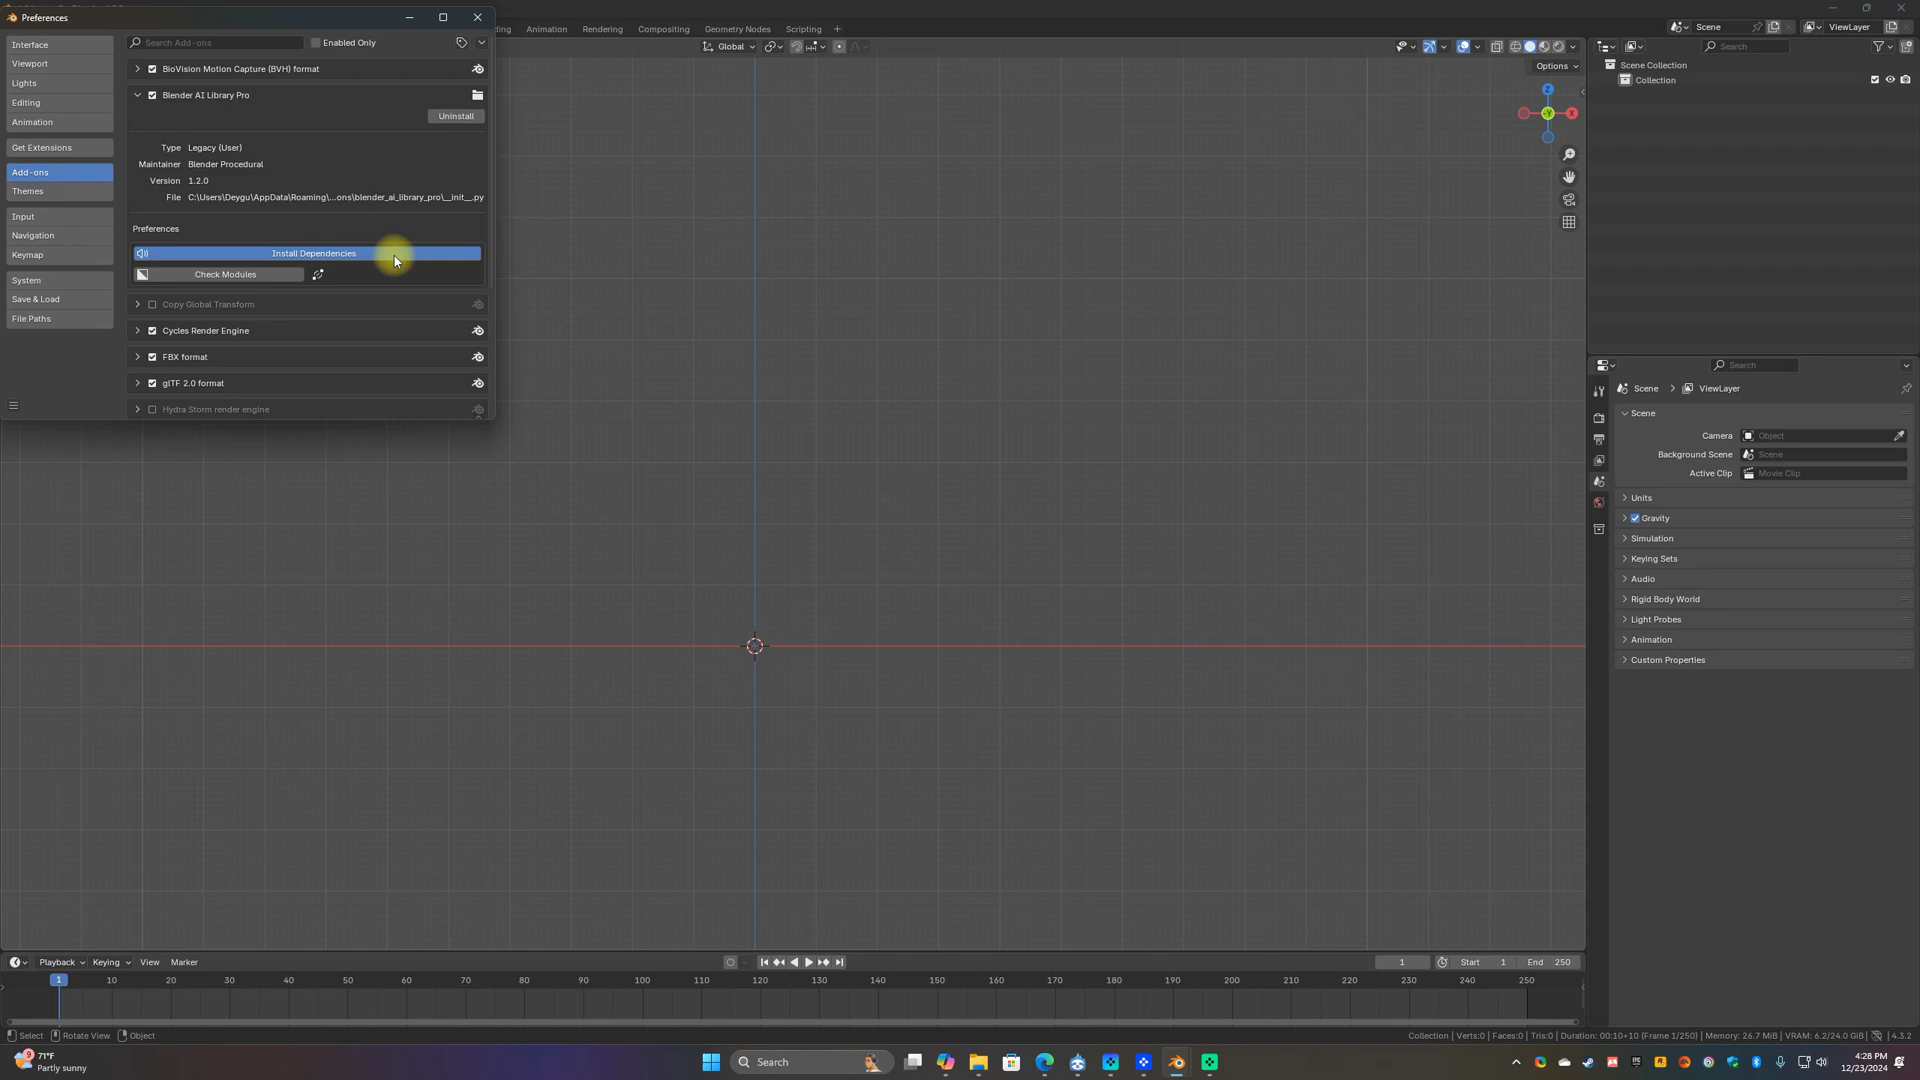 Preferences
Interface
Viewport
Lights
Editing
Animation
Get Extensions
Add-ons
Themes
Input
Navigation
Keymap
System
Save & Load
File Paths
Search Add-ons
Enabled Only
BioVision Motion Capture (BVH) format
Blender AI Library Pro
Uninstall
Type Legacy (User)
Maintainer Blender Procedural
Version 1.2.0
File C:\Users\Deygu\AppData\Roaming\...ons\blender_ai_library_pro\__init__.py
Preferences
Install Dependencies
Check Modules
Copy Global Transform
Cycles Render Engine
FBX format
glTF 2.0 format
Hydra Storm render engine
Animation Rendering Compositing Geometry Nodes Scripting +
Global
Options
Z
Y
X
Scene
ViewLayer
Search
Scene Collection
Collection
Search
Scene > ViewLayer
Scene
Camera Object
Background Scene Scene
Active Clip Movie Clip
Units
Gravity
Simulation
Keying Sets
Audio
Rigid Body World
Light Probes
Animation
Custom Properties
Playback Keying View Marker
1 Start 1 End 250
1 10 20 30 40 50 60 70 80 90 100 110 120 130 140 150 160 170 180 190 200 210 220 230 240 250
Select Rotate View Object
Collection | Verts:0 | Faces:0 | Tris:0 | Duration: 00:10+10 (Frame 1/250) | Memory: 26.7 MiB | VRAM: 6.2/24.0 GiB | 4.3.2
71°F
Partly sunny
Search
4:28 PM
12/23/2024